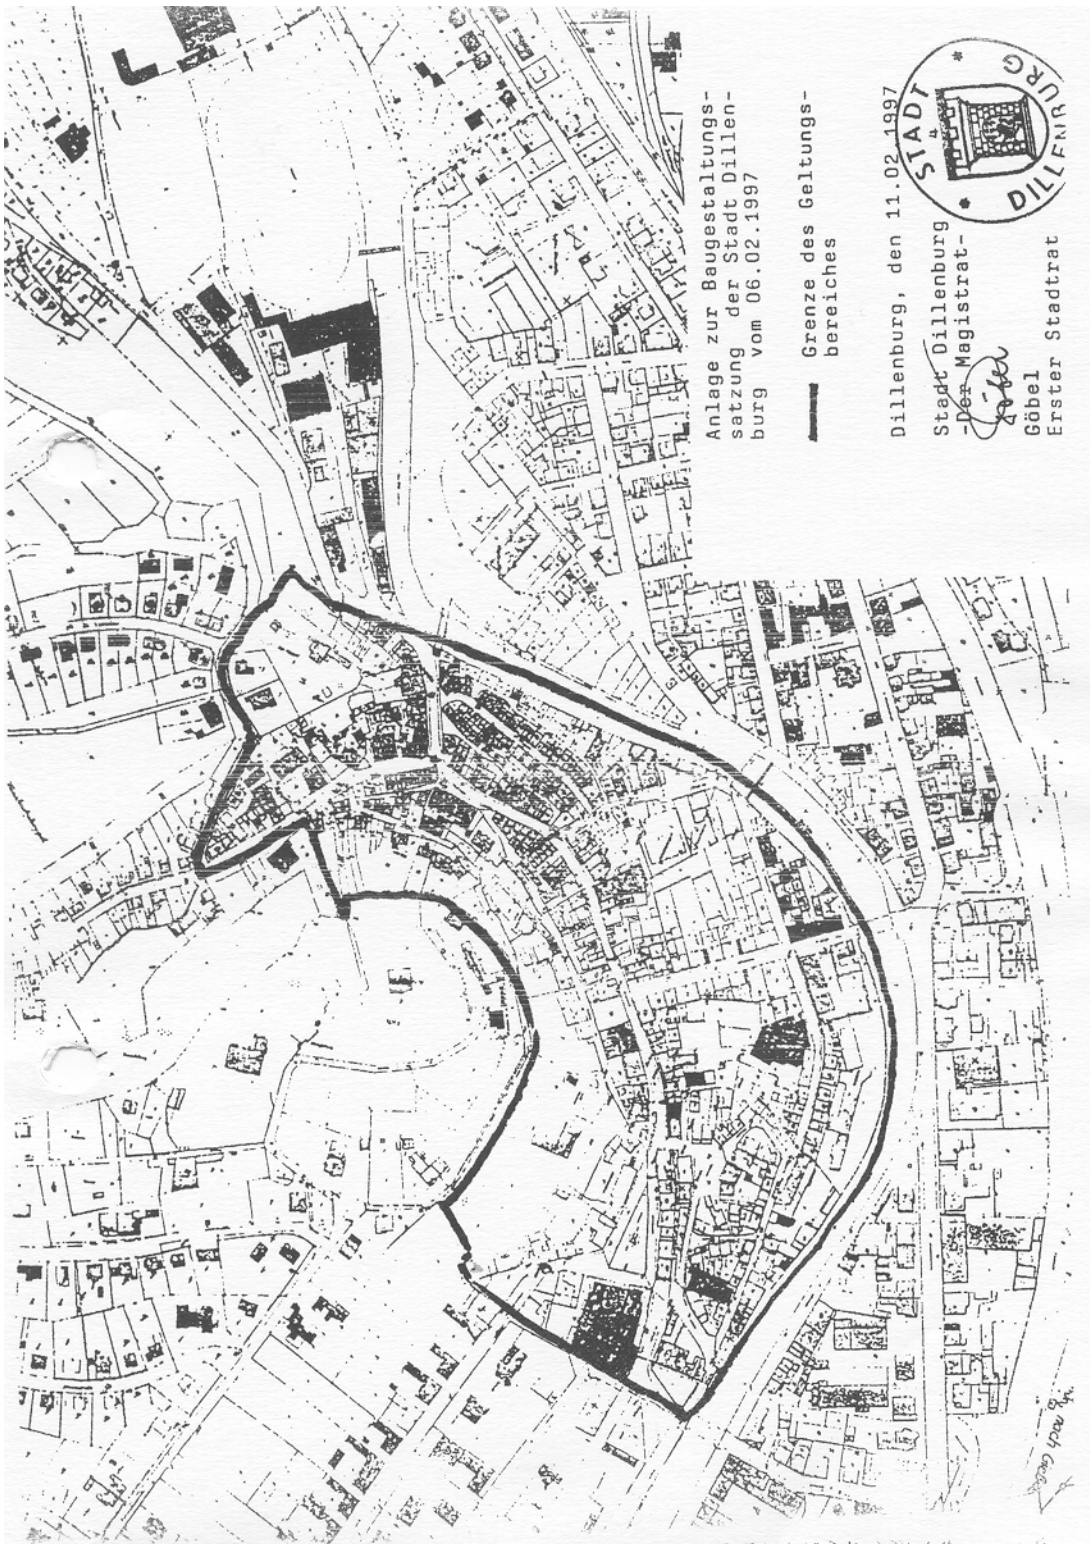 Anlage zur Baugestaltungs-
satzung der Stadt Dillen-
burg vom 06.02.1997
Grenze des Geltungs-
bereiches
Dillenburg, den 11.02.1997
Stadt Dillenburg
-Der Magistrat-
Göbel
Erster Stadtrat
STADT
4
DILLENBURG